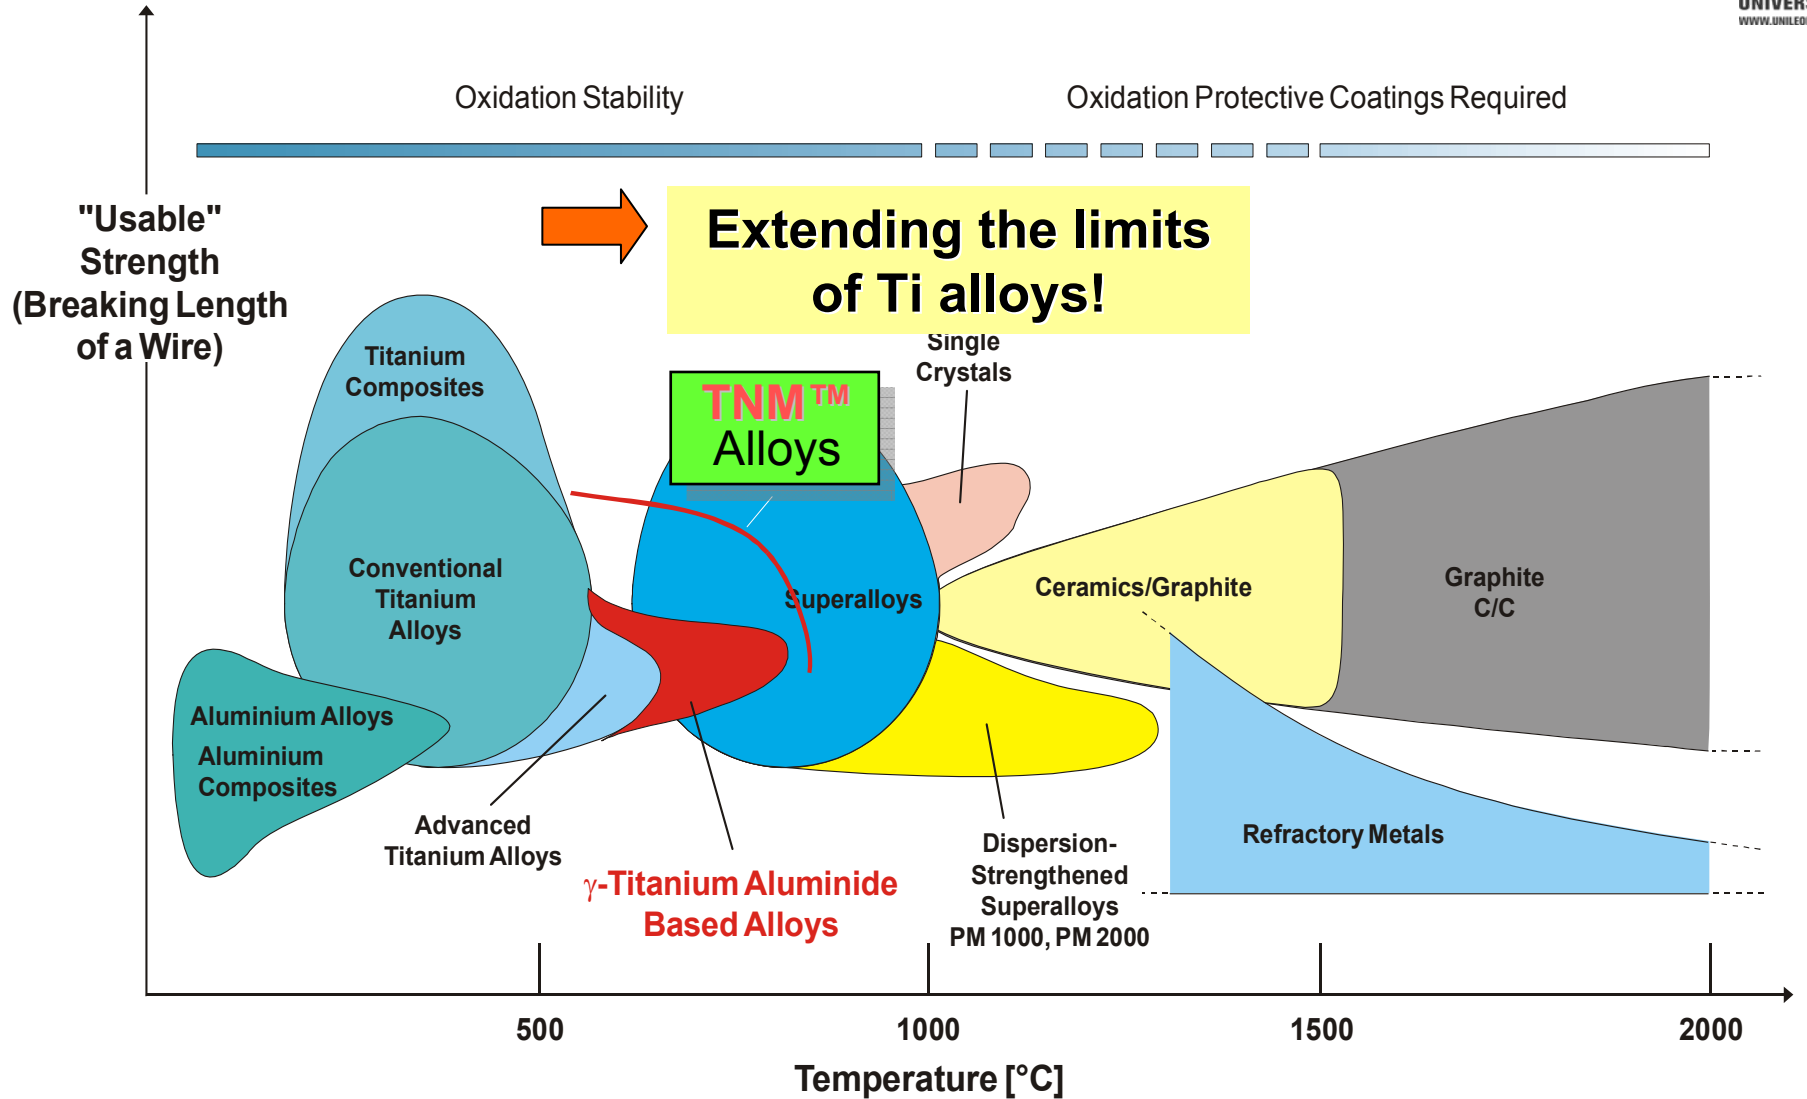 WWW.UNILEO
Oxidation Stability
Oxidation Protective Coatings Required
"Usable"
Strength
(Breaking Length
of a Wire)
Extending the limits
of Ti alloys!
Titanium
Composites
TNM™
Alloys
Single
Crystals
Conventional
Titanium
Alloys
Superalloys
Ceramics/Graphite
Graphite
C/C
Aluminium Alloys
Aluminium
Composites
Advanced
Titanium Alloys
γ-Titanium Aluminide
Based Alloys
Dispersion-
Strengthened
Superalloys
PM 1000, PM 2000
Refractory Metals
500
1000
1500
2000
Temperature [°C]